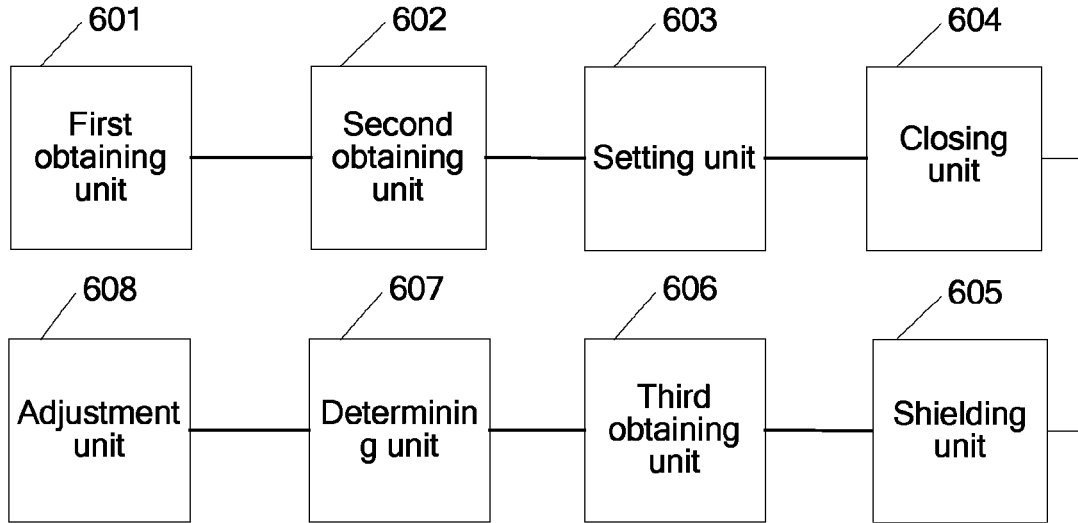 601
602
603
604
First
obtaining
unit
Second
obtaining
unit
Setting unit
Closing
unit
608
607
606
605
Adjustment
unit
Determinin
g unit
Third
obtaining
unit
Shielding
unit